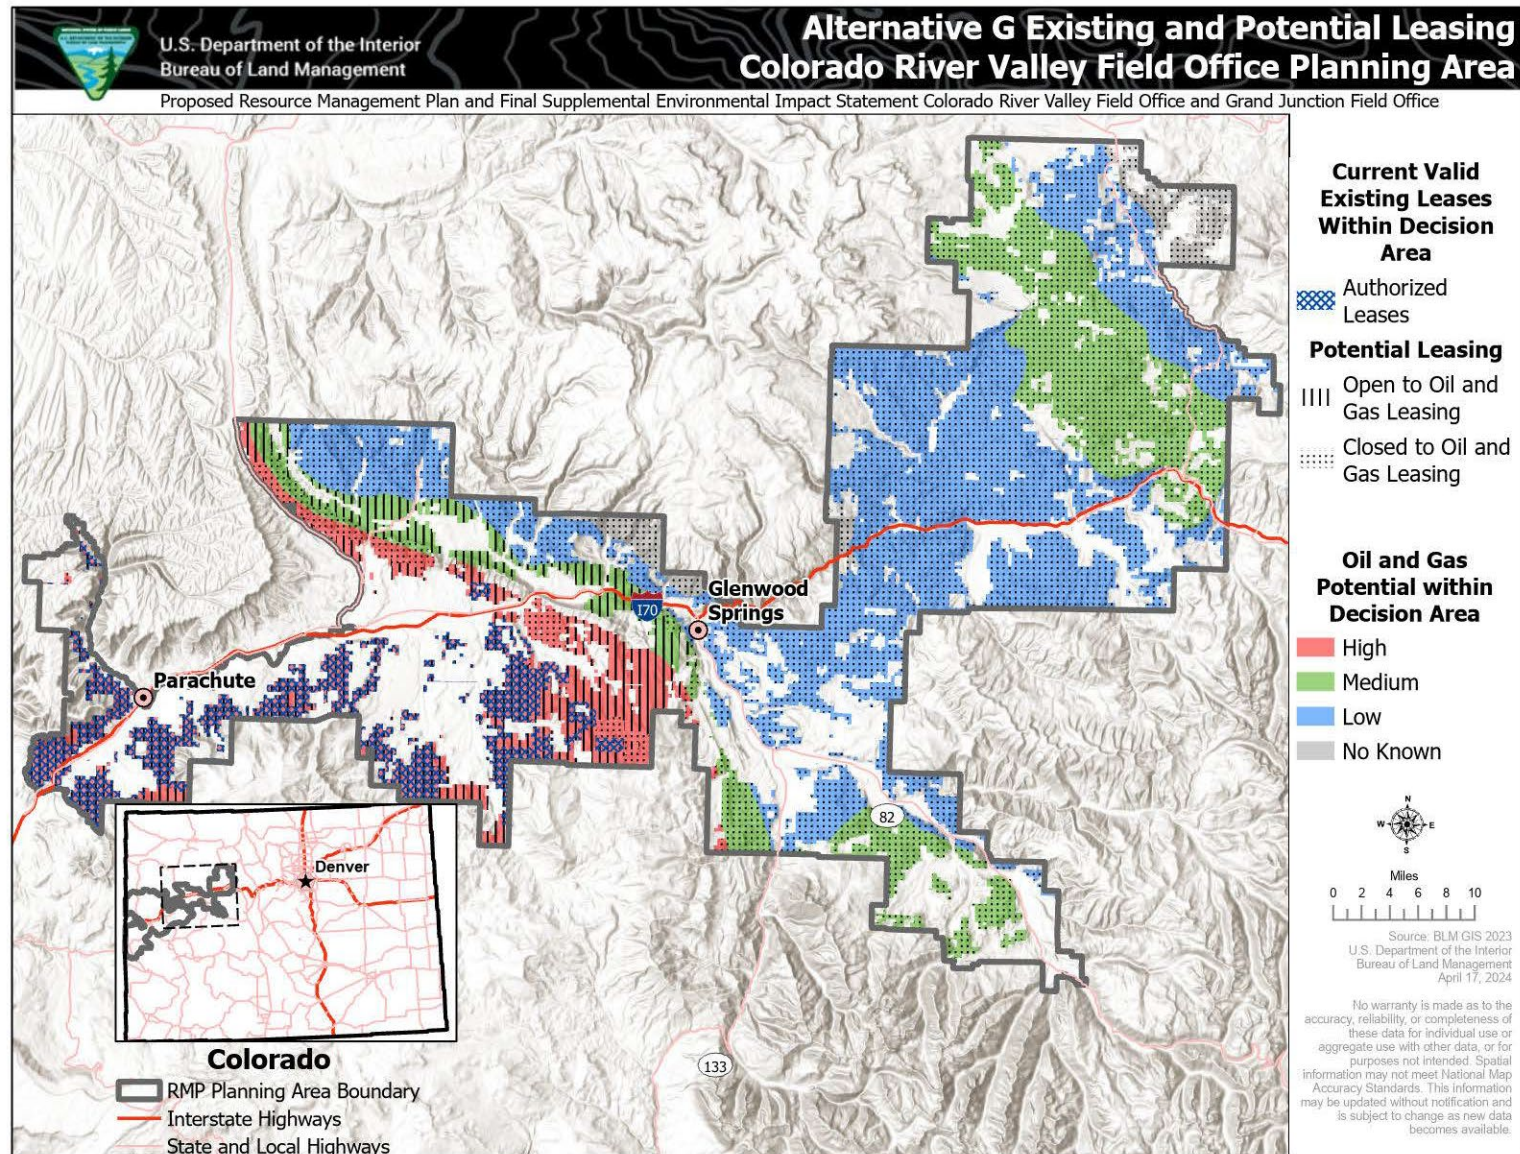 Alternative G Existing and Potential Leasing
Colorado River Valley Field Office Planning Area
U.S. Department of the Interior
Bureau of Land Management
Proposed Resource Management Plan and Final Supplemental Environmental Impact Statement Colorado River Valley Field Office and Grand Junction Field Office
Current Valid
Existing Leases
Within Decision
Area
Authorized
Leases
Potential Leasing
Open to Oil and
Gas Leasing
Closed to Oil and
Gas Leasing
Oil and Gas
Potential within
Decision Area
High
Medium
Low
No Known
Glenwood
Springs
I70
Parachute
82
133
Denver
Colorado
RMP Planning Area Boundary
Interstate Highways
State and Local Highways
N
W E
S
Miles
0 2 4 6 8 10
Source: BLM GIS 2023
U.S. Department of the Interior
Bureau of Land Management
April 17, 2024
No warranty is made as to the
accuracy, reliability, or completeness of
these data for individual use or
aggregate use with other data, or for
purposes not intended. Spatial
information may not meet National Map
Accuracy Standards. This information
may be updated without notification and
is subject to change as new data
becomes available.